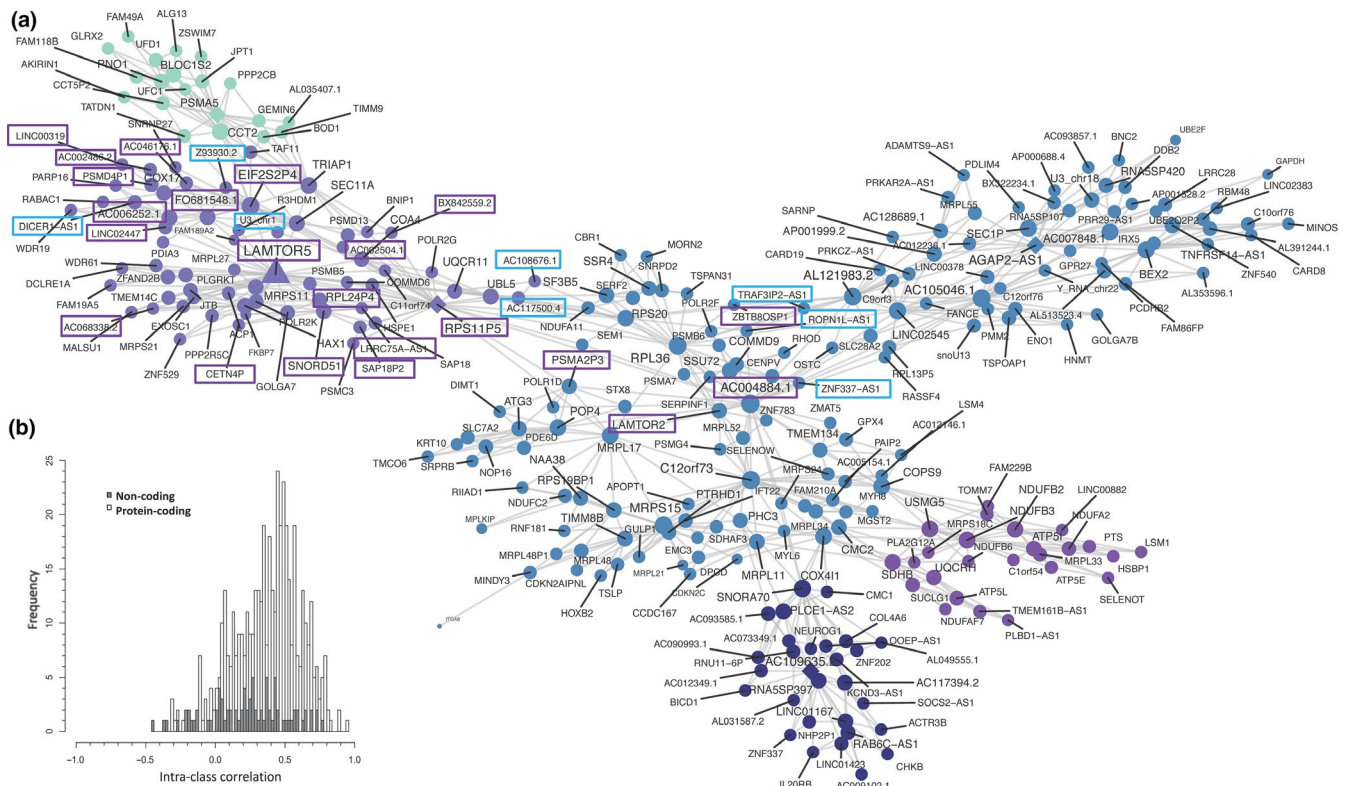 (a)
FAM49A
ALG13
GLRX2
UFD1
ZSWIM7
FAM118B
PNO1
BLOC1S2
JPT1
AKIRIN1
UFC1
PPP2CB
CCT5P2
PSMA5
AL035407.1
TATDN1
GEMIN6
TIMM9
SNRNP27
CCT2
BOD1
LINC00319
AC046176.1
Z93930.2
TAF11
AC002486.2
TRIAP1
PSMD4P1
COX17
EIF2S2P4
SEC11A
PARP16
RABAC1
FO681548.1
R3HDM1
BNIP1
BX842559.2
AC006252.1
U3_chr1
PSMD13
COA4
DICER1-AS1
LINC02447
FAM189A2
WDR19
LAMTOR5
AC092504.1
POLR2G
PDIA3
WDR61
MRPL27
UQCR11
AC108676.1
ZFAND2B
PLGRKT
PSMB5
COMMD6
UBL5
SF3B5
DCLRE1A
TMEM14C
JTB
MRPS11
RPL24P4
C11orf74
AC117500.4
FAM19A5
AC068338.2
EXOSC1
POLR2K
HSPE1
RPS11P5
NDUFA11
MALSU1
MRPS21
ACP1
HAX1
LRRC75A-AS1
PPP2R5C
FKBP7
SNORD51
SAP18P2
SAP18
ZNF529
CETN4P
GOLGA7
PSMC3
CBR1
MORN2
SSR4
SNRPD2
SERF2
TSPAN31
RPS20
POLR2F
TRAF3IP2-AS1
SEM1
PSMB6
ZBTB8OSP1
ROPN1L-AS1
RPL36
SSU72
COMMD9
RHOD
SLC28A2
PSMA2P3
CENPV
OSTC
RPL13P5
PSMA7
AC004884.1
ZNF337-AS1
RASSF4
DIMT1
POLR1D
STX8
SERPINF1
ZNF783
ZMAT5
LSM4
ATG3
POP4
LAMTOR2
MRPL52
TMEM134
GPX4
AC012146.1
SLC7A2
PDE6D
MRPL17
PSMG4
SELENOW
PAIP2
KRT10
NAA38
C12orf73
MRPS24
AC005154.1
COPS9
TMCO6
SRPRB
NOP16
RPS19BP1
APOPT1
PTRHD1
IFT22
FAM210A
MYH8
RIIAD1
NDUFC2
MRPS15
MGST2
MPLKIP
RNF181
TIMM8B
GULP1
PHC3
MRPL34
CMC2
MRPL48P1
MRPL48
EMC3
SDHAF3
MYL6
MINDY3
CDKN2AIPNL
MRPL21
DPCD
MRPL11
COX4I1
TSLP
CDKN2C
HOXB2
CCDC167
ITGA8
AC093857.1
BNC2
UBE2F
ADAMTS9-AS1
AP000688.4
DDB2
PDLIM4
U3_chr18
RNA5SP420
GAPDH
PRKAR2A-AS1
BX322234.1
LRRC28
SARNP
MRPL55
AP001528.2
RBM48
AC128689.1
RNA5SP107
PRR29-AS1
LINC02383
AP001999.2
SEC1P
UBE2Q2P2
C10orf76
AC012236.1
AC007848.1
IRX5
MINOS
PRKCZ-AS1
CARD19
LINC00378
AGAP2-AS1
TNFRSF14-AS1
AL391244.1
AL121983.2
GPR27
BEX2
ZNF540
CARD8
AC105046.1
Y_RNA_chr22
C9orf3
C12orf76
PCDHB2
AL353596.1
LINC02545
FANCE
AL513523.4
FAM86FP
PMM2
snoU13
ENO1
GOLGA7B
TSPOAP1
HNMT
FAM229B
TOMM7
NDUFB2
LINC00882
USMG5
NDUFB3
NDUFA2
MRPS18C
ATP5I
PTS
PLA2G12A
NDUFB6
MRPL33
LSM1
SDHB
UQCRH
C1orf54
ATP5E
HSBP1
SUCLG1
ATP5L
SELENOT
TMEM161B-AS1
NDUFAF7
PLBD1-AS1
SNORA70
CMC1
AC093585.1
PLCE1-AS2
COL4A6
AC073349.1
NEUROG1
OOEP-AS1
AC090993.1
RNU11-6P
AC109635.
ZNF202
AL049555.1
AC012349.1
AC117394.2
BICD1
RNA5SP397
KCND3-AS1
SOCS2-AS1
AL031587.2
LINC01167
ACTR3B
ZNF337
NHP2P1
RAB6C-AS1
LINC01423
CHKB
IL20RB
AC009102.1
(b)
Non-coding
Protein-coding
Frequency
25
20
15
10
5
0
−1.0
−0.5
0.0
0.5
1.0
Intra-class correlation